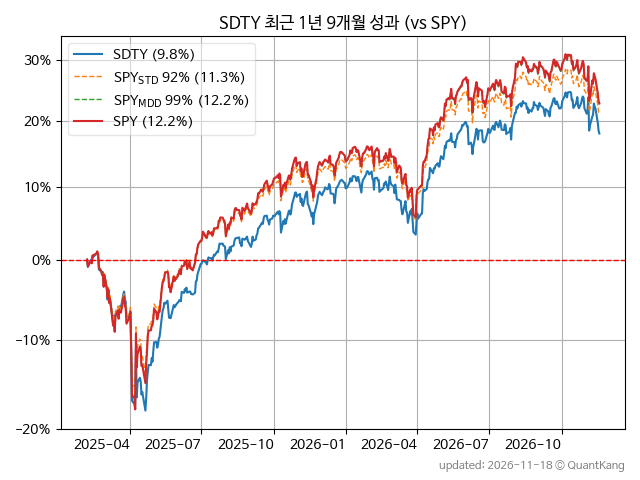 SDTY 최근 1년 9개월 성과 (vs SPY)
SDTY (9.8%)
SPY_STD 92% (11.3%)
SPY_MDD 99% (12.2%)
SPY (12.2%)
30%
20%
10%
0%
−10%
−20%
2025−04
2025−07
2025−10
2026−01
2026−04
2026−07
2026−10
updated: 2026−11−18 © QuantKang